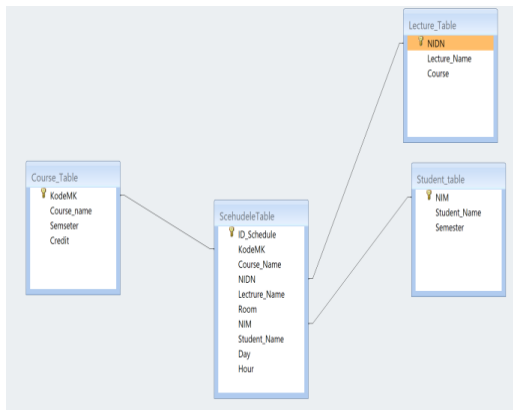 Lecture_Table
NIDN
Lecture_Name
Course
Course_Table
KodeMK
Course_name
Semseter
Credit
ScehudeleTable
ID_Schedule
KodeMK
Course_Name
NIDN
Lectrure_Name
Room
NIM
Student_Name
Day
Hour
Student_table
NIM
Student_Name
Semester